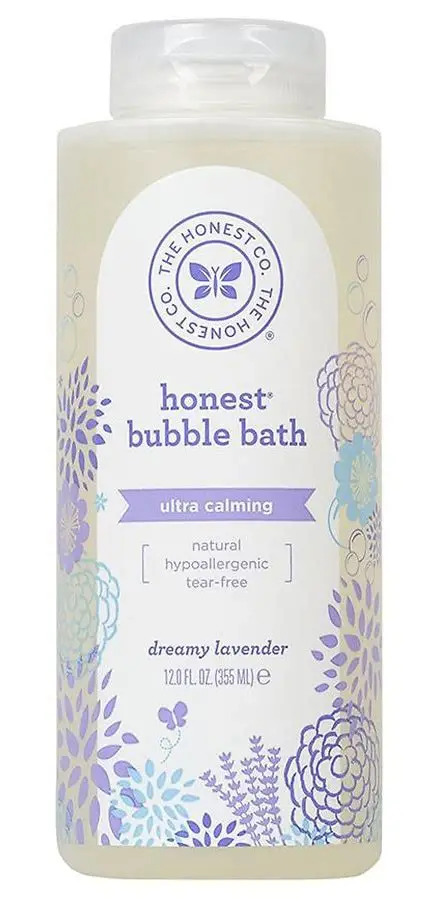 THE HONEST CO. THE HONEST CO.
®
honest®
bubble bath
ultra calming
natural
hypoallergenic
tear-free
dreamy lavender
12.0 FL. OZ. (355 ML) ℮